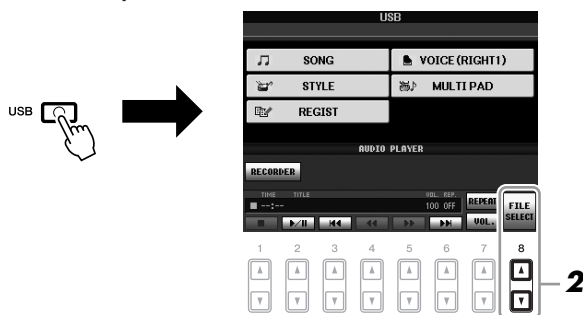 USB
USB
SONG
VOICE(RIGHT1)
STYLE
MULTI PAD
REGIST
AUDIO PLAYER
RECORDER
TIME TITLE VOL. REP.
--:-- 100 OFF
REPEAT
FILE SELECT
VOL.
1 2 3 4 5 6 7 8
2